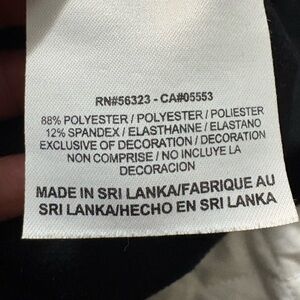 RN#56323 - CA#05553
88% POLYESTER / POLYESTER / POLIESTER
12% SPANDEX / ELASTHANNE / ELASTANO
EXCLUSIVE OF DECORATION / DECORATION
NON COMPRISE / NO INCLUYE LA
DECORACION
MADE IN SRI LANKA/FABRIQUE AU
SRI LANKA/HECHO EN SRI LANKA